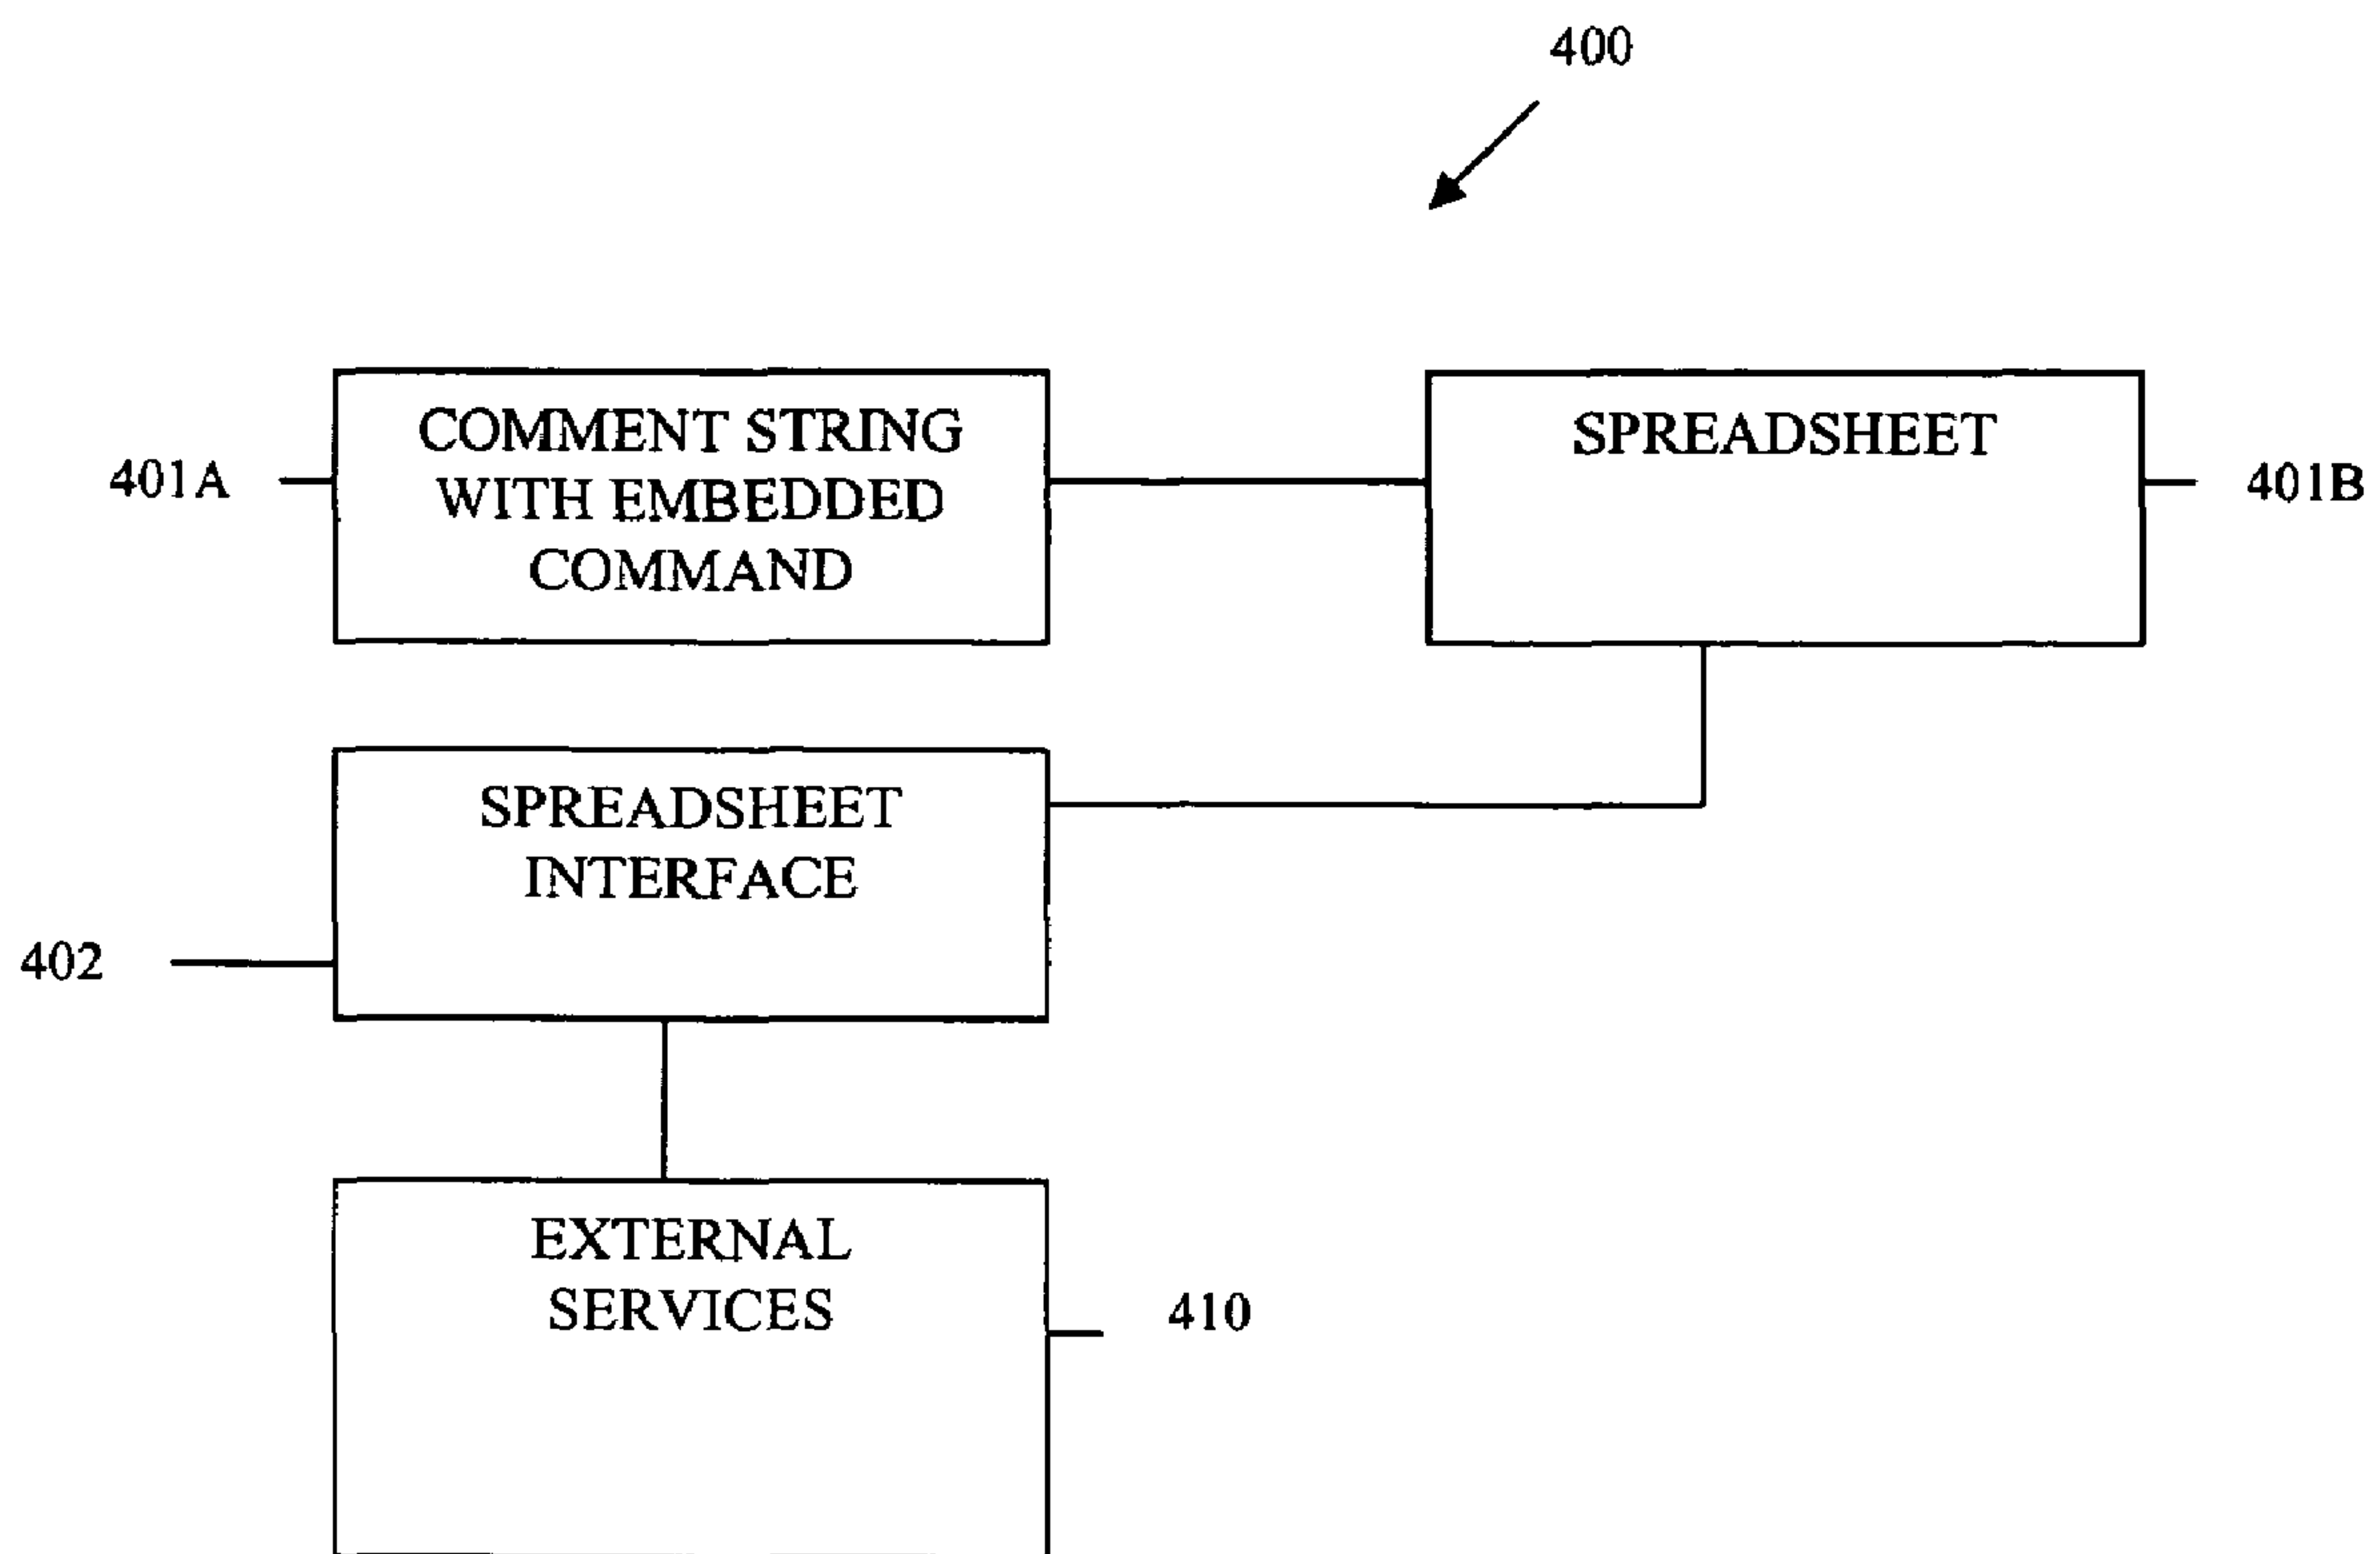 400
COMMENT STRING
WITH EMBEDDED
COMMAND
401A
SPREADSHEET
401B
SPREADSHEET
INTERFACE
402
EXTERNAL
SERVICES
410